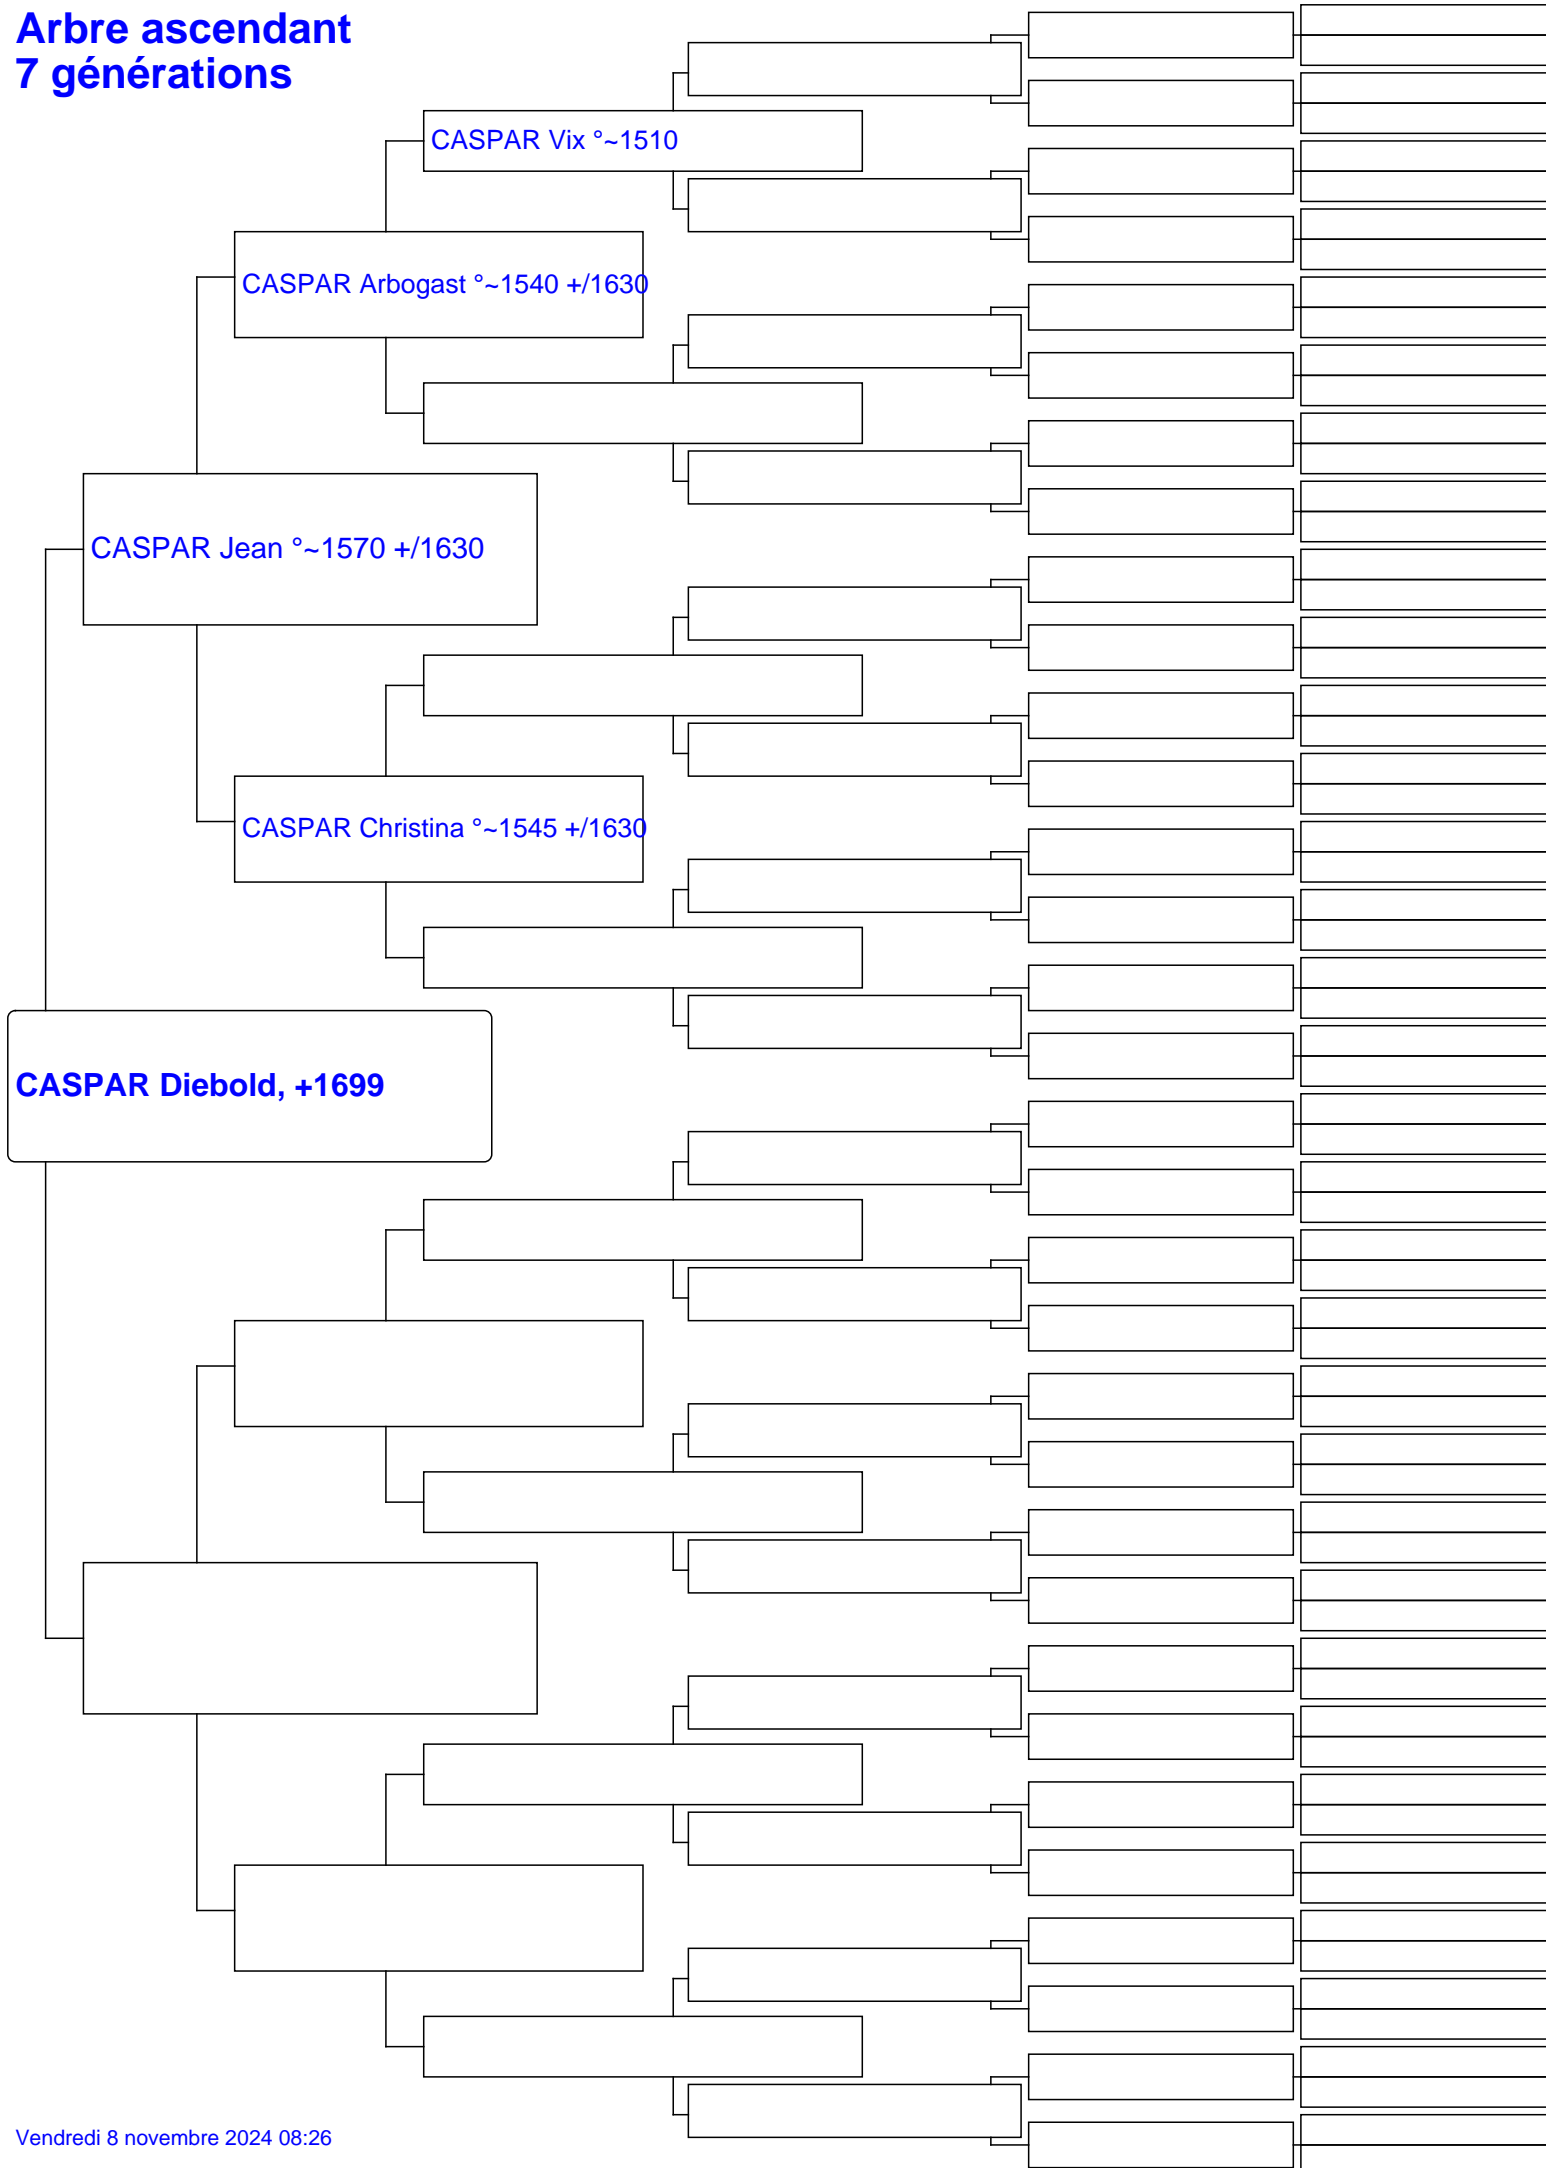 Arbre ascendant
7 générations
CASPAR Vix °~1510
CASPAR Arbogast °~1540 +/1630
CASPAR Jean °~1570 +/1630
CASPAR Christina °~1545 +/1630
CASPAR Diebold, +1699
Vendredi 8 novembre 2024 08:26